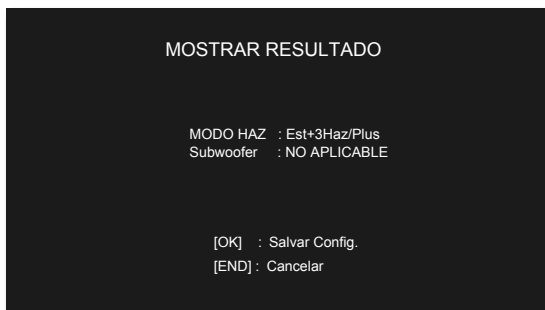 MOSTRAR RESULTADO
MODO HAZ : Est+3Haz/Plus
Subwoofer : NO APLICABLE
[OK] : Salvar Config.
[END] : Cancelar